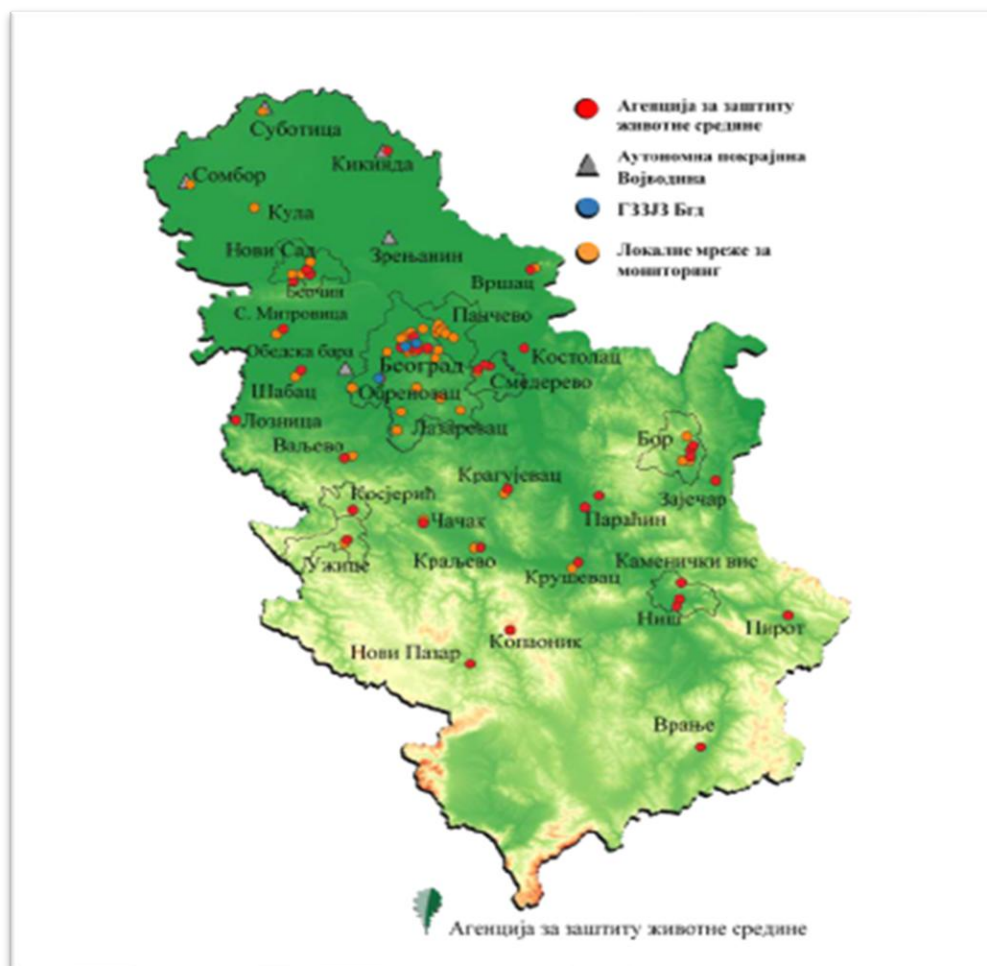 Агенција за заштиту
животне средине
Аутономна покрајина
Војводина
ГЗЗЈЗ Бгд
Локалне мреже за
мониторинг
Суботица
Кикинда
Сомбор
Кула
Нови Сад
Зрењанин
Беочин
Вршац
С. Митровица
Панчево
Обедска бара
Београд
Костолац
Шабац
Обреновац
Смедерево
Лозница
Лазаревац
Ваљево
Бор
Крагујевац
Косјерић
Зајечар
Чачак
Параћин
Ужице
Краљево
Крушевац
Каменички вис
Ниш
Пирот
Копаоник
Нови Пазар
Врање
Агенција за заштиту животне средине